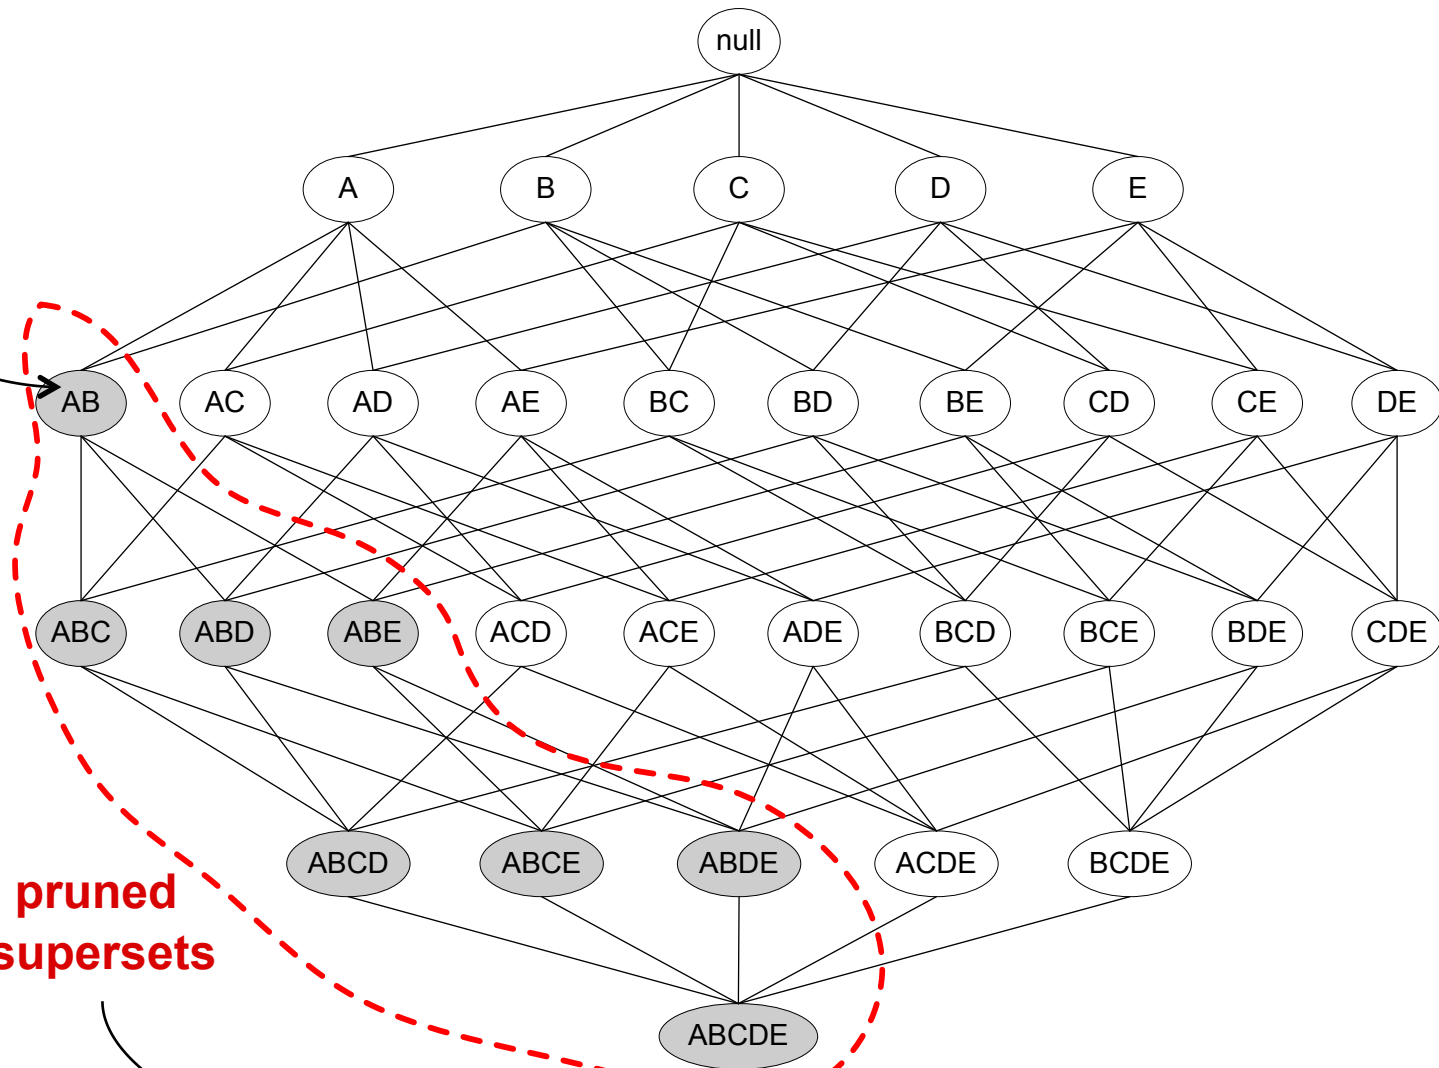 null
A B C D E
AB AC AD AE BC BD BE CD CE DE
ABC ABD ABE ACD ACE ADE BCD BCE BDE CDE
ABCD ABCE ABDE ACDE BCDE
pruned
supersets
ABCDE